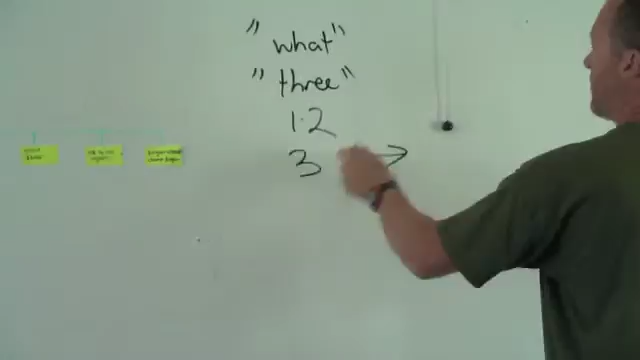 "what"
"three"
1.2
3 →